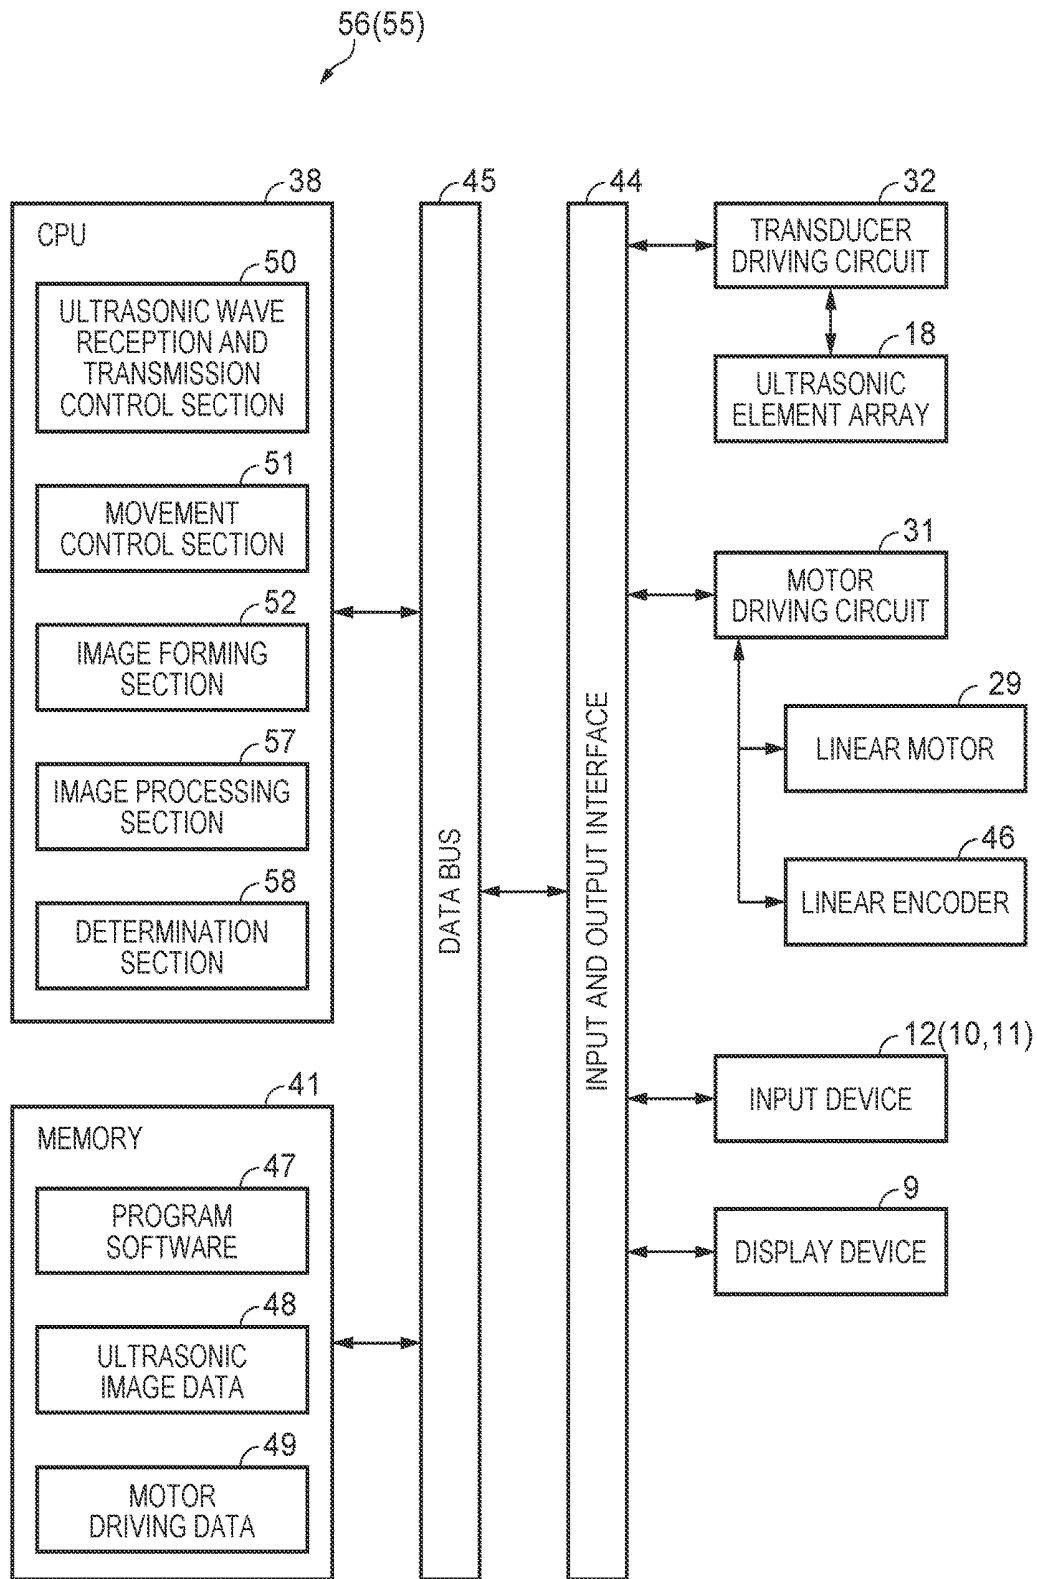 56(55)
38
CPU
50
ULTRASONIC WAVE
RECEPTION AND
TRANSMISSION
CONTROL SECTION
51
MOVEMENT
CONTROL SECTION
52
IMAGE FORMING
SECTION
57
IMAGE PROCESSING
SECTION
58
DETERMINATION
SECTION
41
MEMORY
47
PROGRAM
SOFTWARE
48
ULTRASONIC
IMAGE DATA
49
MOTOR
DRIVING DATA
45
DATA BUS
44
INPUT AND OUTPUT INTERFACE
32
TRANSDUCER
DRIVING CIRCUIT
18
ULTRASONIC
ELEMENT ARRAY
31
MOTOR
DRIVING CIRCUIT
29
LINEAR MOTOR
46
LINEAR ENCODER
12(10,11)
INPUT DEVICE
9
DISPLAY DEVICE